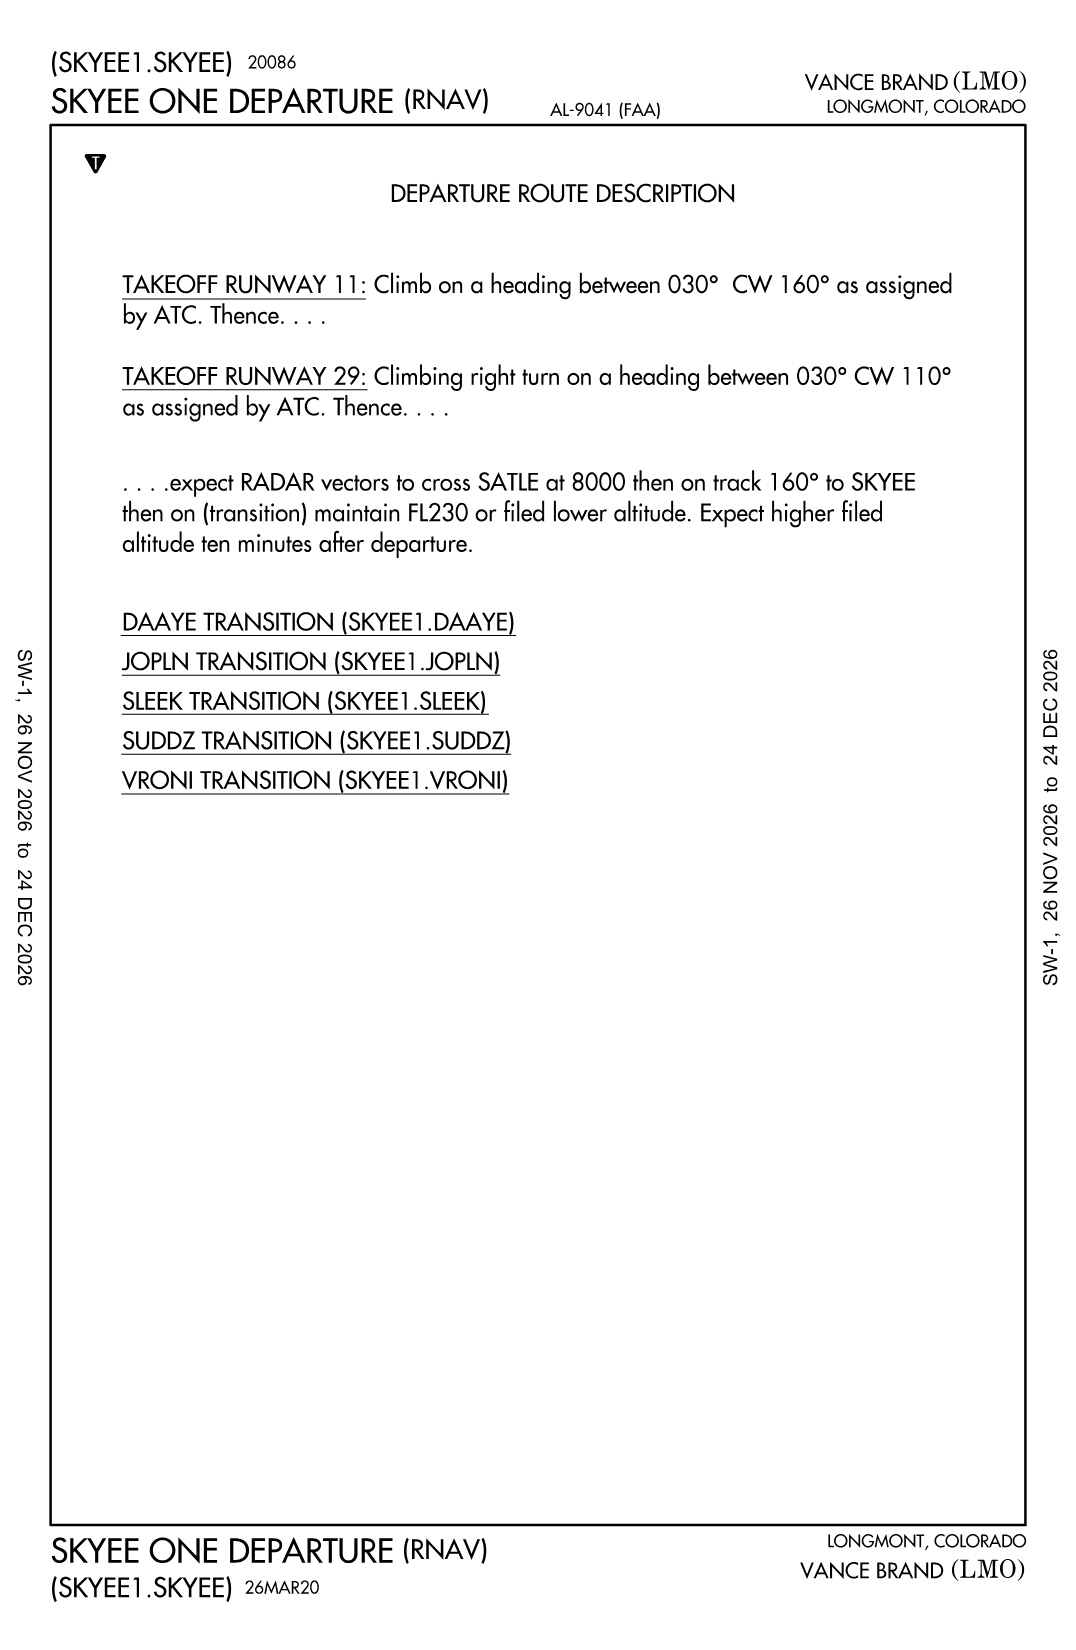 (SKYEE1.SKYEE) 20086
SKYEE ONE DEPARTURE (RNAV)
AL-9041 (FAA)
VANCE BRAND (LMO)
LONGMONT, COLORADO
T
DEPARTURE ROUTE DESCRIPTION
TAKEOFF RUNWAY 11: Climb on a heading between 030° CW 160° as assigned
by ATC. Thence. . . .
TAKEOFF RUNWAY 29: Climbing right turn on a heading between 030° CW 110°
as assigned by ATC. Thence. . . .
. . . .expect RADAR vectors to cross SATLE at 8000 then on track 160° to SKYEE
then on (transition) maintain FL230 or filed lower altitude. Expect higher filed
altitude ten minutes after departure.
DAAYE TRANSITION (SKYEE1.DAAYE)
JOPLN TRANSITION (SKYEE1.JOPLN)
SLEEK TRANSITION (SKYEE1.SLEEK)
SUDDZ TRANSITION (SKYEE1.SUDDZ)
VRONI TRANSITION (SKYEE1.VRONI)
SW-1, 26 NOV 2026 to 24 DEC 2026
SW-1, 26 NOV 2026 to 24 DEC 2026
SKYEE ONE DEPARTURE (RNAV)
(SKYEE1.SKYEE) 26MAR20
LONGMONT, COLORADO
VANCE BRAND (LMO)